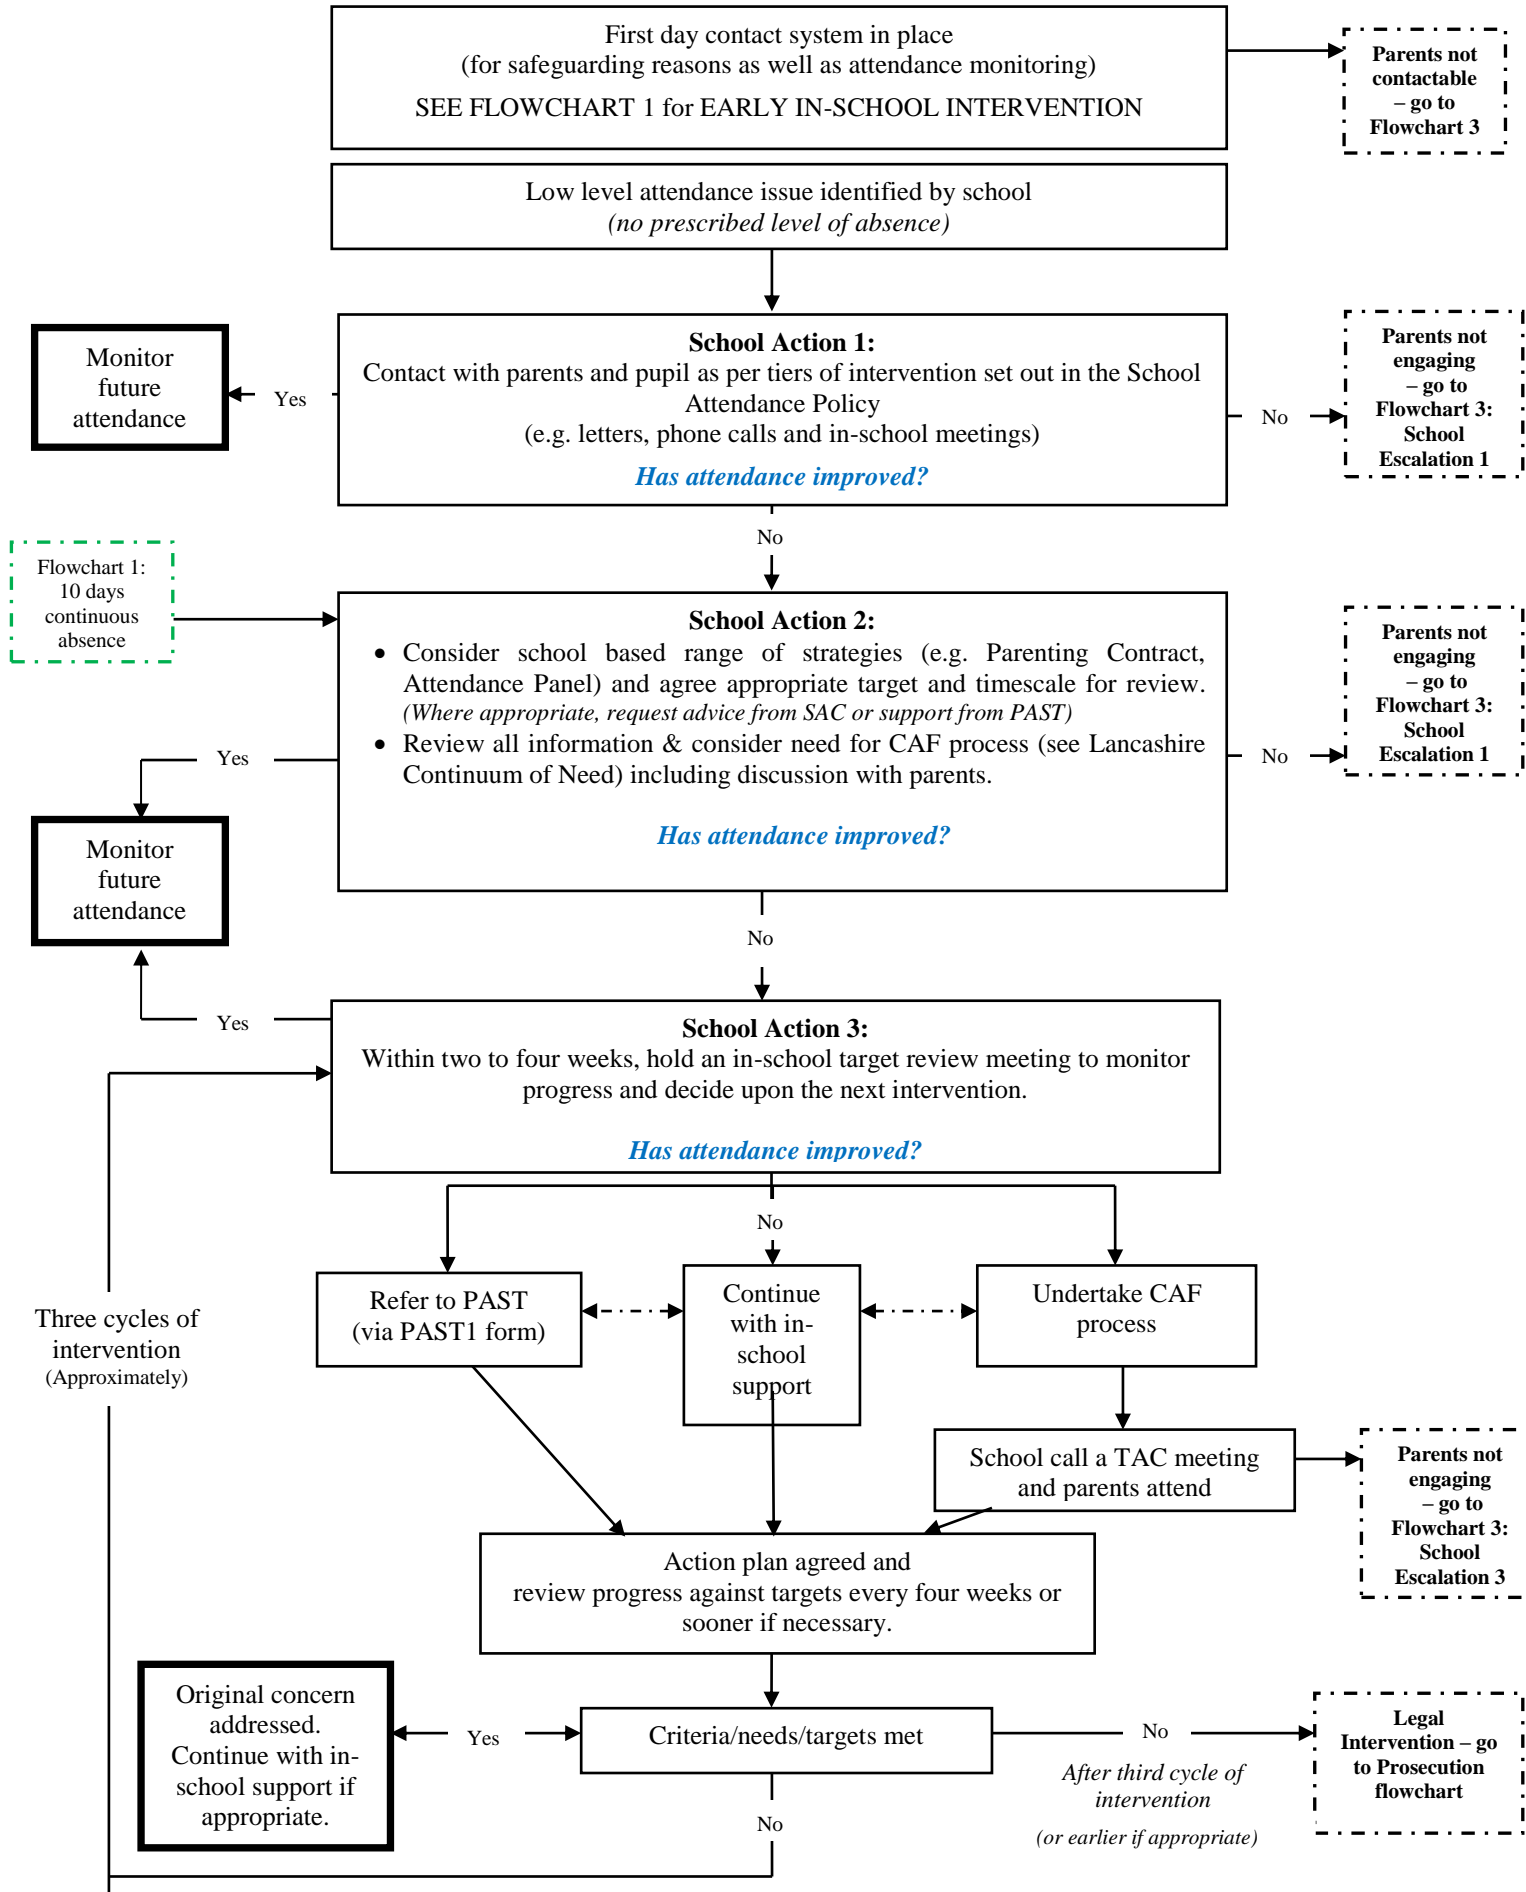 First day contact system in place
(for safeguarding reasons as well as attendance monitoring)
SEE FLOWCHART 1 for EARLY IN-SCHOOL INTERVENTION
Parents not
contactable
– go to
Flowchart 3
Low level attendance issue identified by school
(no prescribed level of absence)
Monitor
future
attendance
Yes
School Action 1:
Contact with parents and pupil as per tiers of intervention set out in the School
Attendance Policy
(e.g. letters, phone calls and in-school meetings)
Has attendance improved?
No
Parents not
engaging
– go to
Flowchart 3:
School
Escalation 1
No
Flowchart 1:
10 days
continuous
absence
School Action 2:
• Consider school based range of strategies (e.g. Parenting Contract,
Attendance Panel) and agree appropriate target and timescale for review.
(Where appropriate, request advice from SAC or support from PAST)
• Review all information & consider need for CAF process (see Lancashire
Continuum of Need) including discussion with parents.
Has attendance improved?
Yes
No
Parents not
engaging
– go to
Flowchart 3:
School
Escalation 1
Monitor
future
attendance
No
Yes
School Action 3:
Within two to four weeks, hold an in-school target review meeting to monitor
progress and decide upon the next intervention.
Has attendance improved?
No
Three cycles of
intervention
(Approximately)
Refer to PAST
(via PAST1 form)
Continue
with in-
school
support
Undertake CAF
process
School call a TAC meeting
and parents attend
Parents not
engaging
– go to
Flowchart 3:
School
Escalation 3
Action plan agreed and
review progress against targets every four weeks or
sooner if necessary.
Original concern
addressed.
Continue with in-
school support if
appropriate.
Yes
Criteria/needs/targets met
No
After third cycle of
intervention
(or earlier if appropriate)
Legal
Intervention – go
to Prosecution
flowchart
No